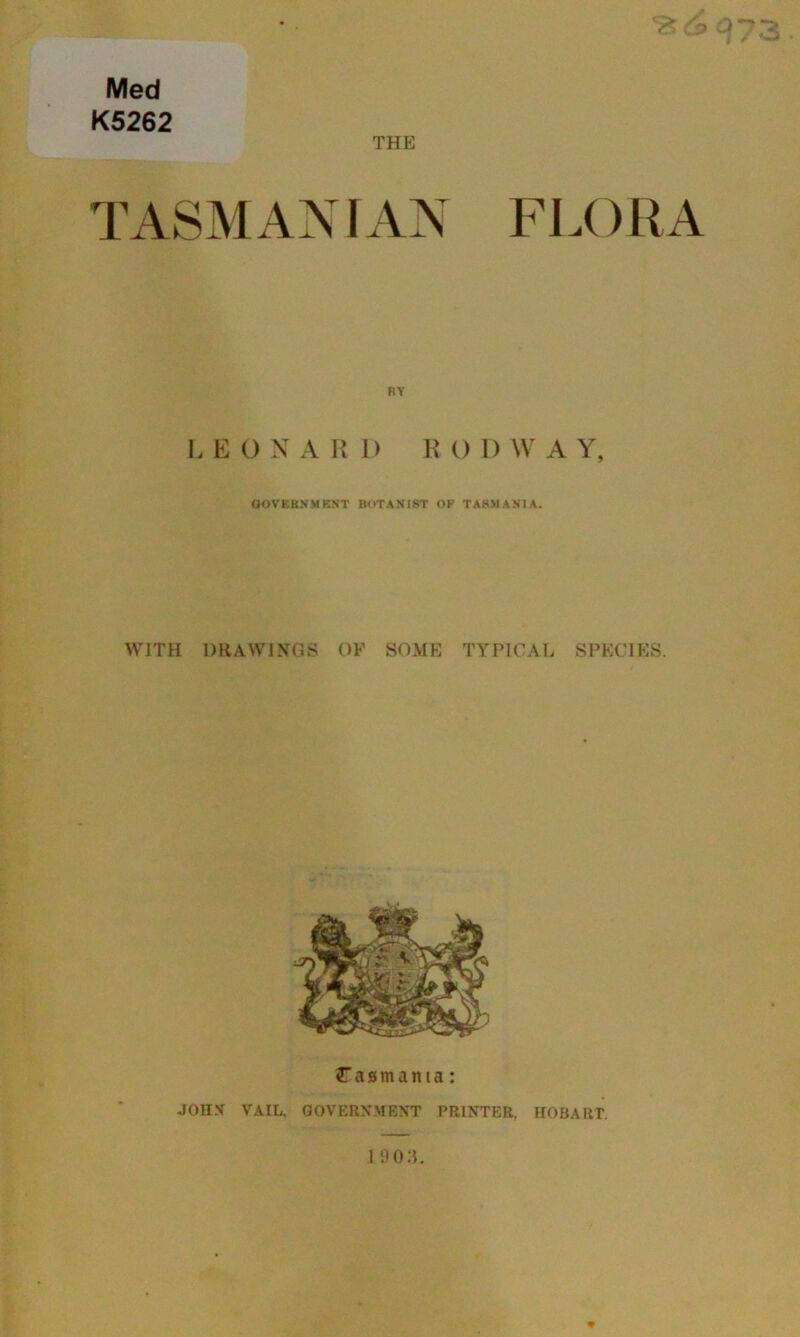 36973.
Med
K5262
THE
TASMANIAN FLORA
BY
LEONARD RODWAY,
GOVERNMENT BOTANIST OF TASMANIA.
WITH DRAWINGS OF SOME TYPICAL SPECIES.
Tasmania:
JOHN VAIL, GOVERNMENT PRINTER, HOBART.
1903.